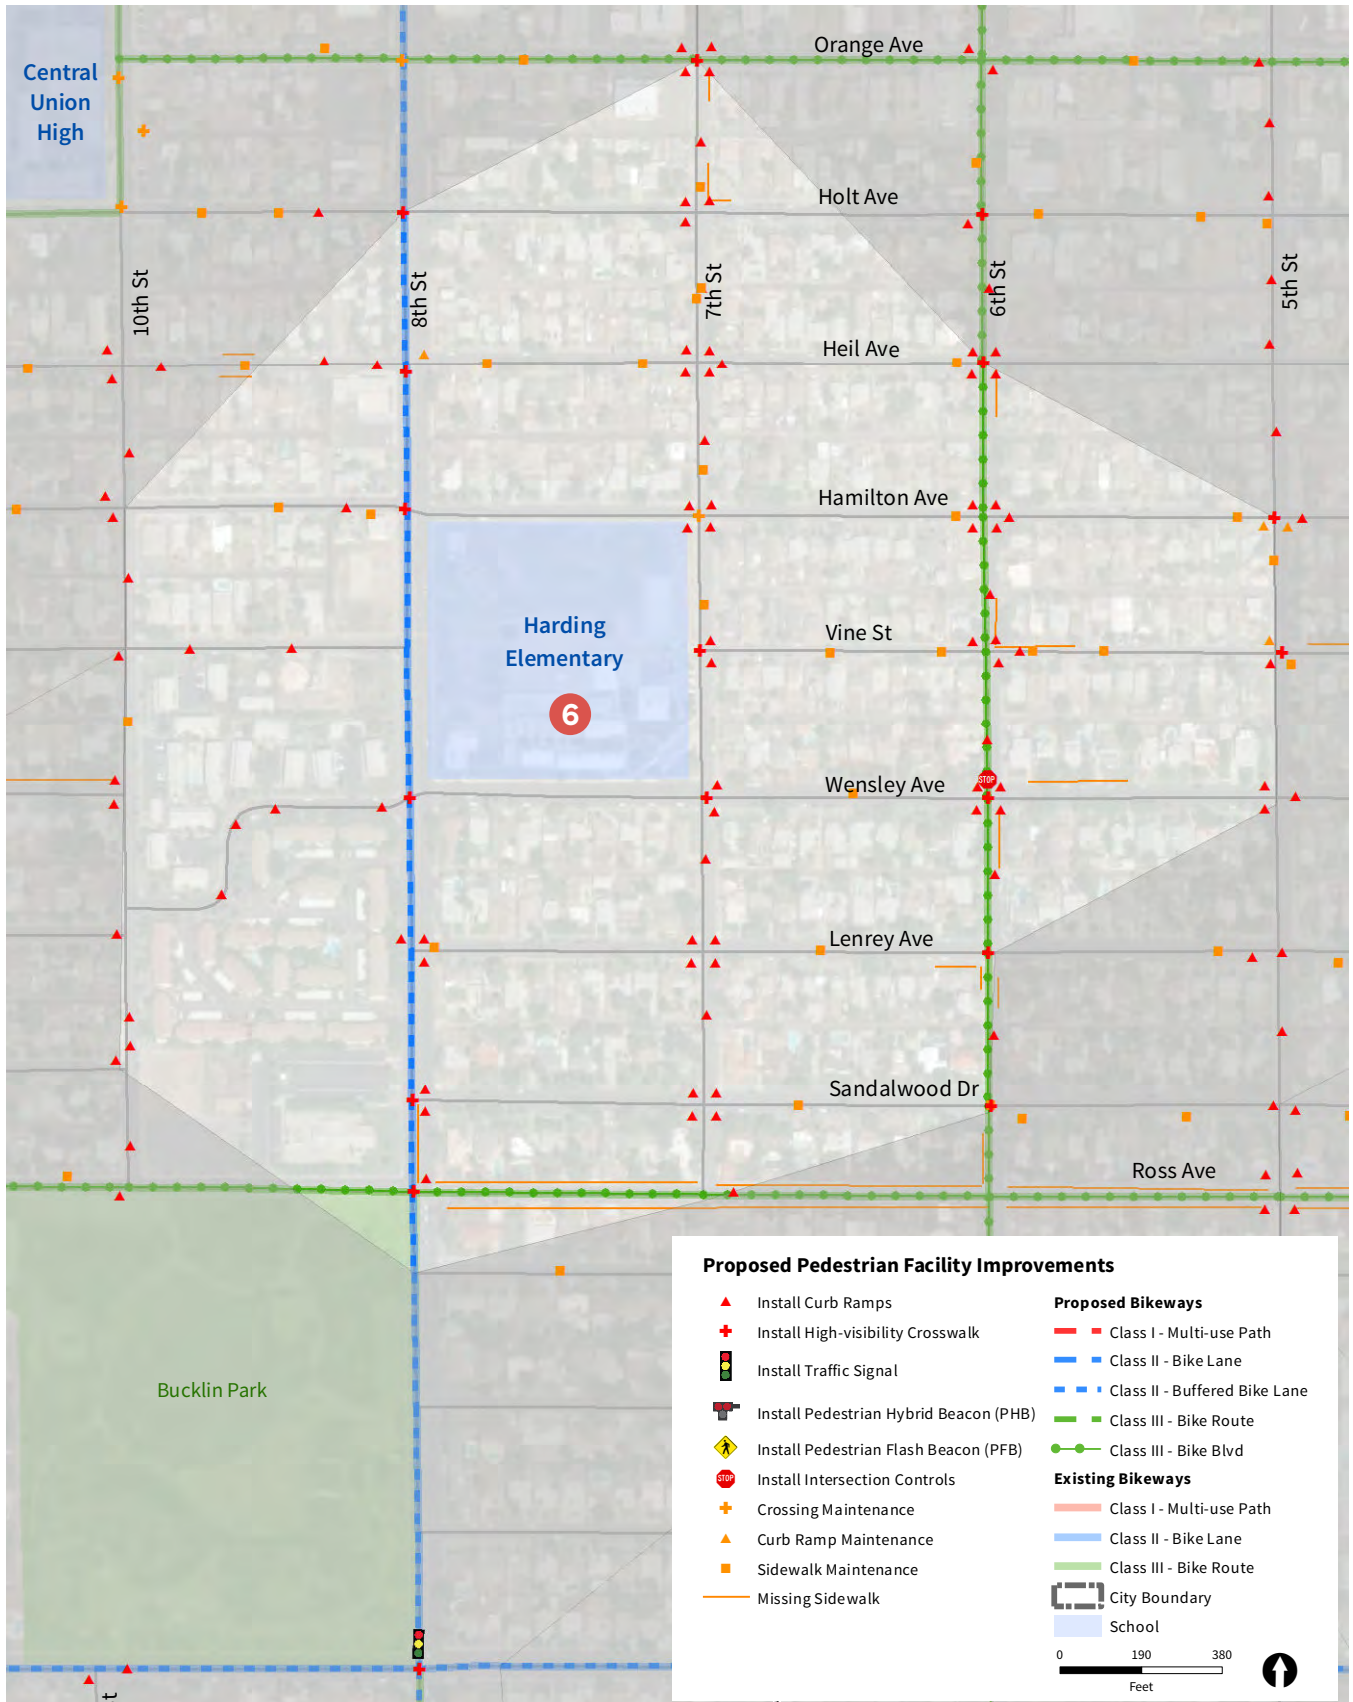 Orange Ave
Central
Union
High
Holt Ave
10th St
8th St
7th St
6th St
5th St
Heil Ave
Hamilton Ave
Harding
Elementary
6
Vine St
STOP
Wensley Ave
Lenrey Ave
Sandalwood Dr
Ross Ave
Bucklin Park
t
Proposed Pedestrian Facility Improvements
Install Curb Ramps
Install High-visibility Crosswalk
Install Traffic Signal
Install Pedestrian Hybrid Beacon (PHB)
Install Pedestrian Flash Beacon (PFB)
STOP Install Intersection Controls
Crossing Maintenance
Curb Ramp Maintenance
Sidewalk Maintenance
Missing Sidewalk
Proposed Bikeways
Class I - Multi-use Path
Class II - Bike Lane
Class II - Buffered Bike Lane
Class III - Bike Route
Class III - Bike Blvd
Existing Bikeways
Class I - Multi-use Path
Class II - Bike Lane
Class III - Bike Route
City Boundary
School
0 190 380
Feet